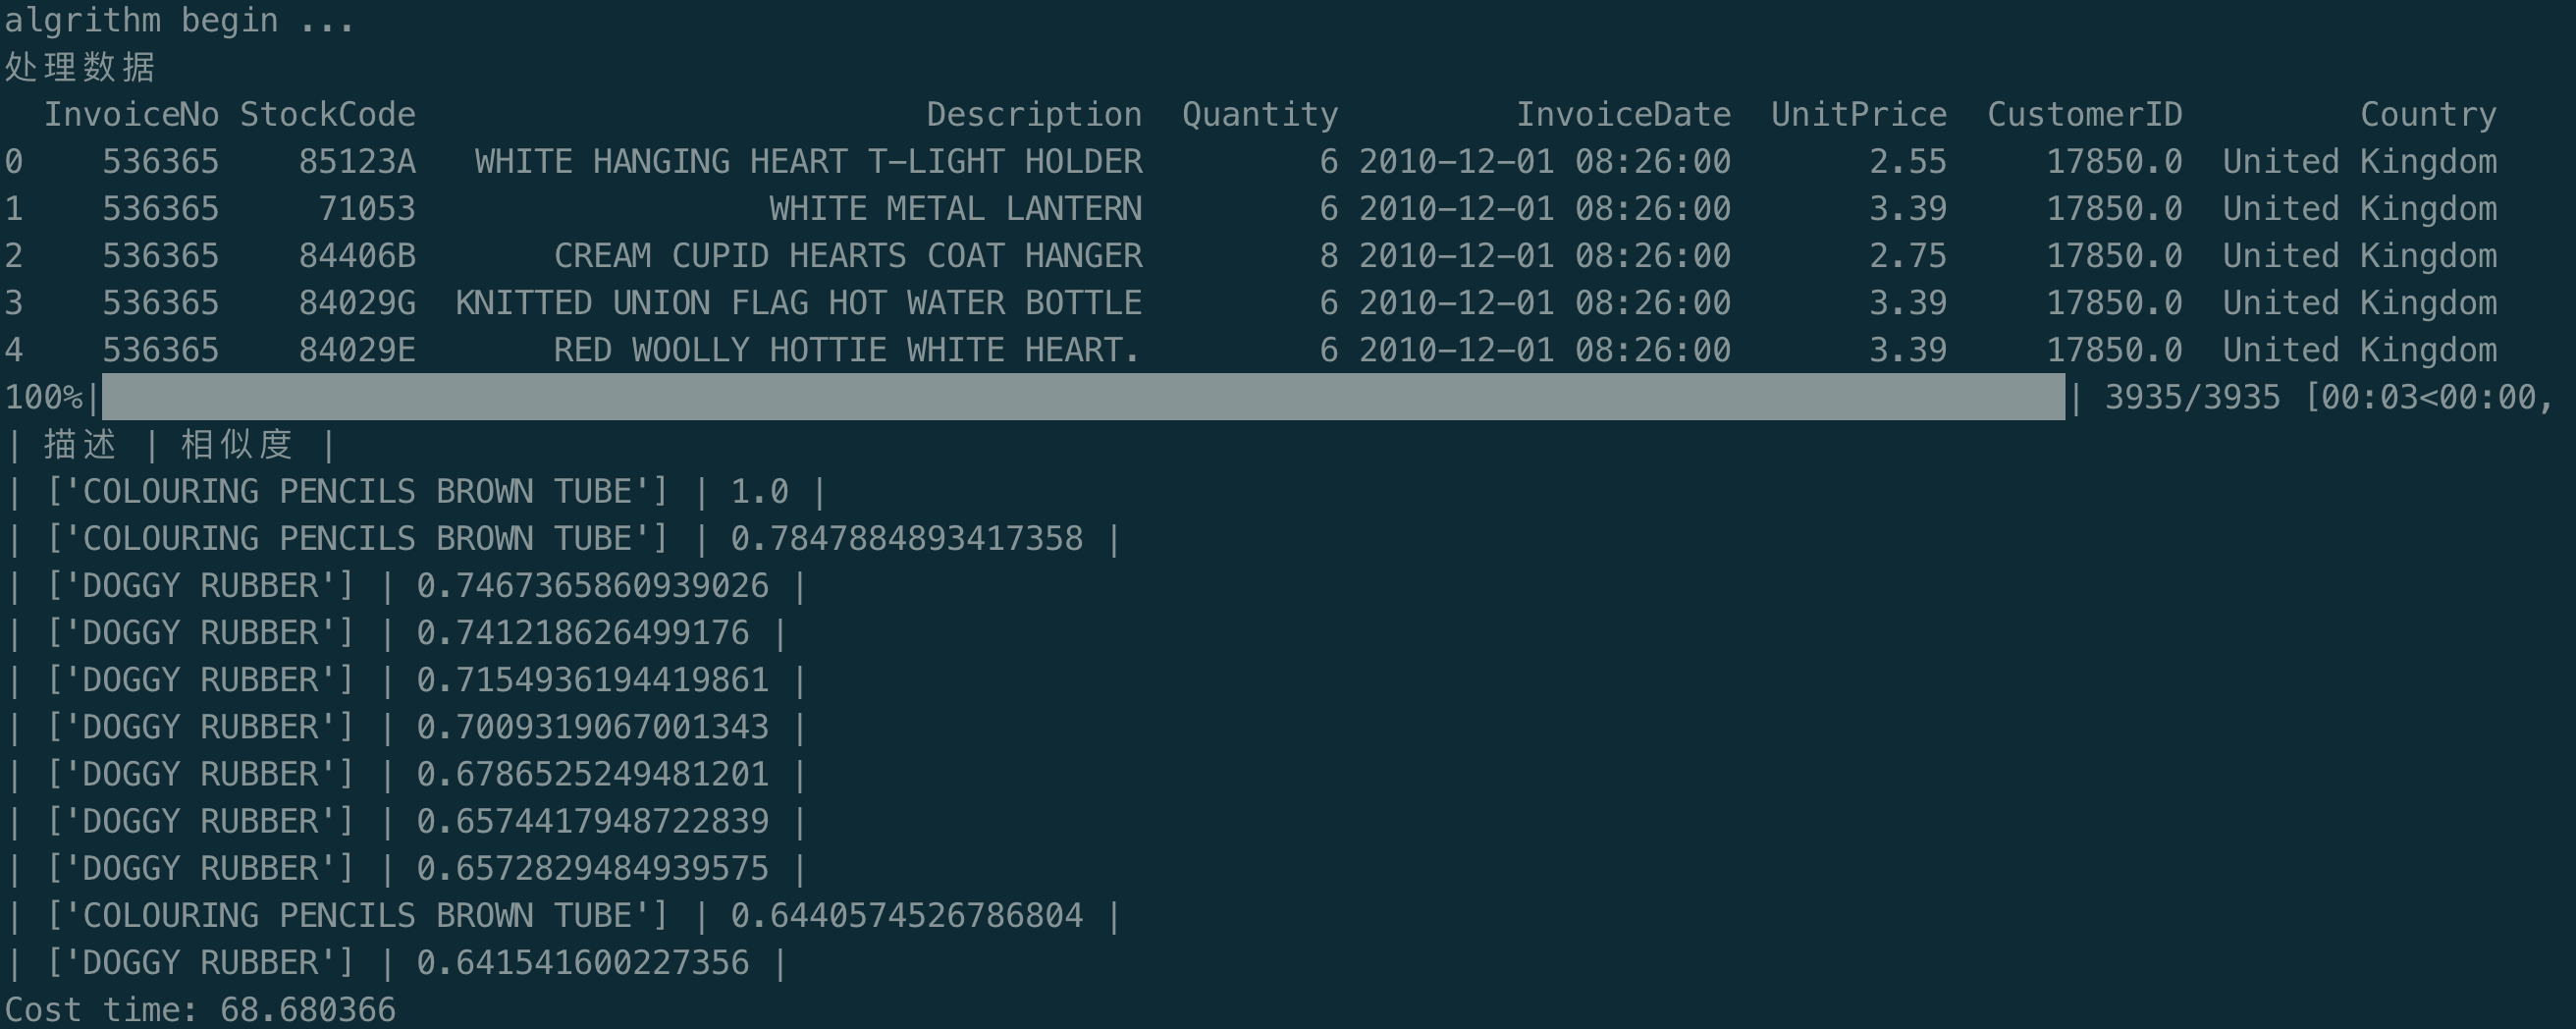 algrithm begin ...
处理数据
InvoiceNo StockCode Description Quantity InvoiceDate UnitPrice CustomerID Country
0 536365 85123A WHITE HANGING HEART T-LIGHT HOLDER 6 2010-12-01 08:26:00 2.55 17850.0 United Kingdom
1 536365 71053 WHITE METAL LANTERN 6 2010-12-01 08:26:00 3.39 17850.0 United Kingdom
2 536365 84406B CREAM CUPID HEARTS COAT HANGER 8 2010-12-01 08:26:00 2.75 17850.0 United Kingdom
3 536365 84029G KNITTED UNION FLAG HOT WATER BOTTLE 6 2010-12-01 08:26:00 3.39 17850.0 United Kingdom
4 536365 84029E RED WOOLLY HOTTIE WHITE HEART. 6 2010-12-01 08:26:00 3.39 17850.0 United Kingdom
100%| | 3935/3935 [00:03<00:00,
| 描述 | 相似度 |
| ['COLOURING PENCILS BROWN TUBE'] | 1.0 |
| ['COLOURING PENCILS BROWN TUBE'] | 0.7847884893417358 |
| ['DOGGY RUBBER'] | 0.7467365860939026 |
| ['DOGGY RUBBER'] | 0.741218626499176 |
| ['DOGGY RUBBER'] | 0.7154936194419861 |
| ['DOGGY RUBBER'] | 0.7009319067001343 |
| ['DOGGY RUBBER'] | 0.6786525249481201 |
| ['DOGGY RUBBER'] | 0.6574417948722839 |
| ['DOGGY RUBBER'] | 0.6572829484939575 |
| ['COLOURING PENCILS BROWN TUBE'] | 0.6440574526786804 |
| ['DOGGY RUBBER'] | 0.641541600227356 |
Cost time: 68.680366